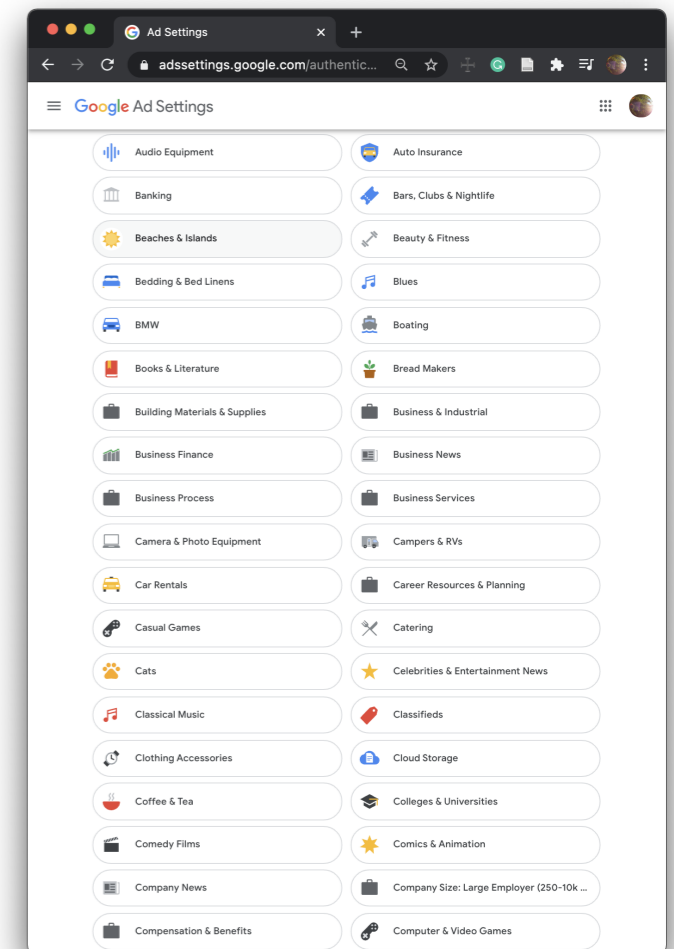 Ad Settings
adssettings.google.com/authentic...
Google Ad Settings
Audio Equipment
Auto Insurance
Banking
Bars, Clubs & Nightlife
Beaches & Islands
Beauty & Fitness
Bedding & Bed Linens
Blues
BMW
Boating
Books & Literature
Bread Makers
Building Materials & Supplies
Business & Industrial
Business Finance
Business News
Business Process
Business Services
Camera & Photo Equipment
Campers & RVs
Car Rentals
Career Resources & Planning
Casual Games
Catering
Cats
Celebrities & Entertainment News
Classical Music
Classifieds
Clothing Accessories
Cloud Storage
Coffee & Tea
Colleges & Universities
Comedy Films
Comics & Animation
Company News
Company Size: Large Employer (250-10k ...
Compensation & Benefits
Computer & Video Games